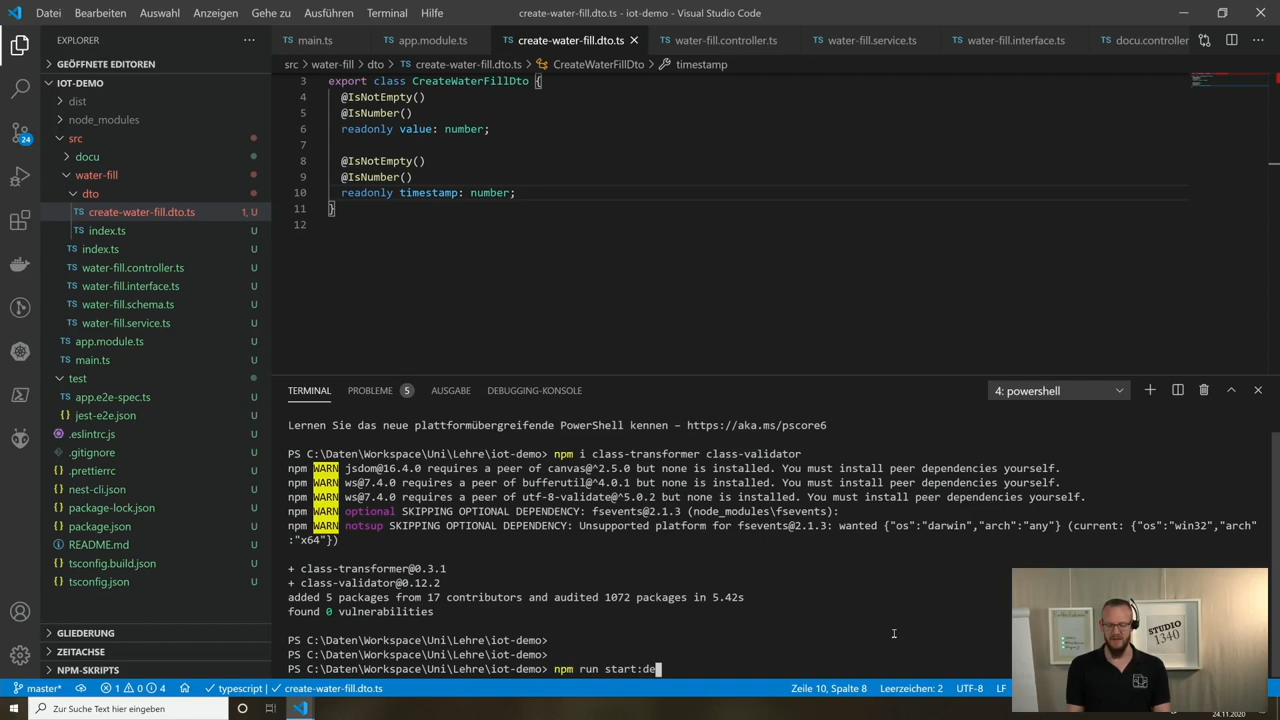 Datei Bearbeiten Auswahl Anzeigen Gehe zu Ausführen Terminal Hilfe create-water-fill.dto.ts - iot-demo - Visual Studio Code
EXPLORER
GEÖFFNETE EDITOREN
IOT-DEMO
dist
node_modules
src
docu
water-fill
dto
create-water-fill.dto.ts 1, U
index.ts U
index.ts U
water-fill.controller.ts U
water-fill.interface.ts U
water-fill.schema.ts U
water-fill.service.ts U
app.module.ts U
main.ts U
test
app.e2e-spec.ts U
jest-e2e.json U
.eslintrc.js U
.gitignore U
.prettierrc U
nest-cli.json U
package-lock.json U
package.json U
README.md U
tsconfig.build.json U
tsconfig.json U
GLIEDERUNG
ZEITACHSE
NPM-SKRIPTS
24
TS main.ts TS app.module.ts TS create-water-fill.dto.ts TS water-fill.controller.ts TS water-fill.service.ts TS water-fill.interface.ts TS docu.controller
src > water-fill > dto > TS create-water-fill.dto.ts > CreateWaterFillDto > timestamp
3 export class CreateWaterFillDto {
4 @IsNotEmpty()
5 @IsNumber()
6 readonly value: number;
7
8 @IsNotEmpty()
9 @IsNumber()
10 readonly timestamp: number;
11 }
12
TERMINAL PROBLEME 5 AUSGABE DEBUGGING-KONSOLE 4: powershell
Lernen Sie das neue plattformübergreifende PowerShell kennen – https://aka.ms/pscore6
PS C:\Daten\Workspace\Uni\Lehre\iot-demo> npm i class-transformer class-validator
npm WARN jsdom@16.4.0 requires a peer of canvas@^2.5.0 but none is installed. You must install peer dependencies yourself.
npm WARN ws@7.4.0 requires a peer of bufferutil@^4.0.1 but none is installed. You must install peer dependencies yourself.
npm WARN ws@7.4.0 requires a peer of utf-8-validate@^5.0.2 but none is installed. You must install peer dependencies yourself.
npm WARN optional SKIPPING OPTIONAL DEPENDENCY: fsevents@2.1.3 (node_modules\fsevents):
npm WARN notsup SKIPPING OPTIONAL DEPENDENCY: Unsupported platform for fsevents@2.1.3: wanted {"os":"darwin","arch":"any"} (current: {"os":"win32","arch"
:"x64"})
+ class-transformer@0.3.1
+ class-validator@0.12.2
added 5 packages from 17 contributors and audited 1072 packages in 5.42s
found 0 vulnerabilities
PS C:\Daten\Workspace\Uni\Lehre\iot-demo>
PS C:\Daten\Workspace\Uni\Lehre\iot-demo>
PS C:\Daten\Workspace\Uni\Lehre\iot-demo> npm run start:de
STUDIO
1340
master* 1 0 4 typescript create-water-fill.dto.ts Zeile 10, Spalte 8 Leerzeichen: 2 UTF-8 LF
Zur Suche Text hier eingeben
24.11.2020